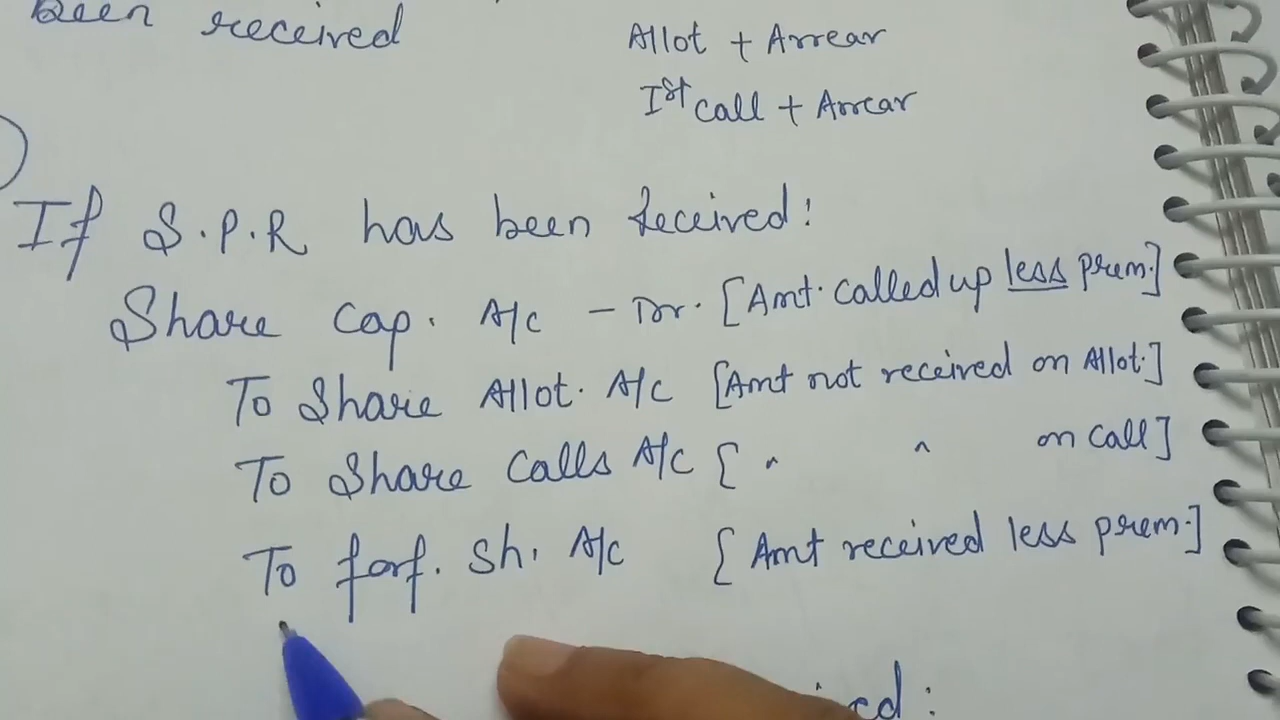 been received
Allot + Arrear
Ist call + Arrear
If S.P.R has been received:
Share Cap. A/c – Dr. [Amt. called up less prem.]
To Share Allot. A/c [Amt not received on Allot.]
To Share Calls A/c [ " " on call]
To forf. Sh. A/c [Amt received less prem.]